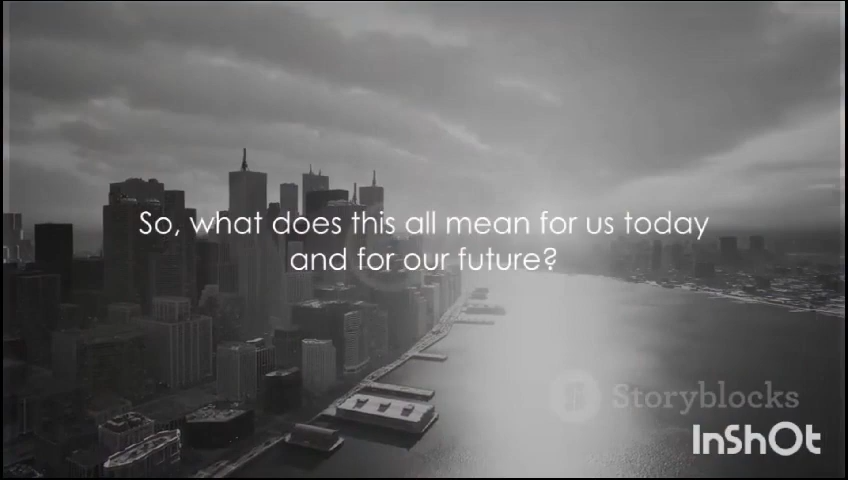 So, what does this all mean for us today
and for our future?
Storyblocks
InShOt